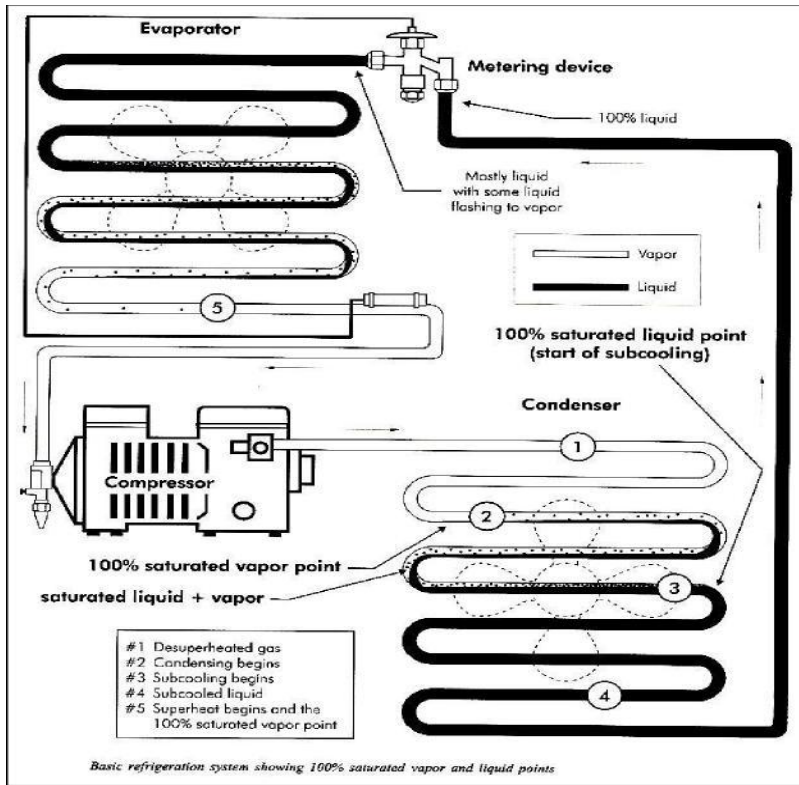 Evaporator
Metering device
100% liquid
Mostly liquid
with some liquid
flashing to vapor
Vapor
Liquid
5
100% saturated liquid point
(start of subcooling)
Condenser
1
Compressor
2
100% saturated vapor point
saturated liquid + vapor
3
#1 Desuperheated gas
#2 Condensing begins
#3 Subcooling begins
#4 Subcooled liquid
#5 Superheat begins and the
100% saturated vapor point
4
Basic refrigeration system showing 100% saturated vapor and liquid points